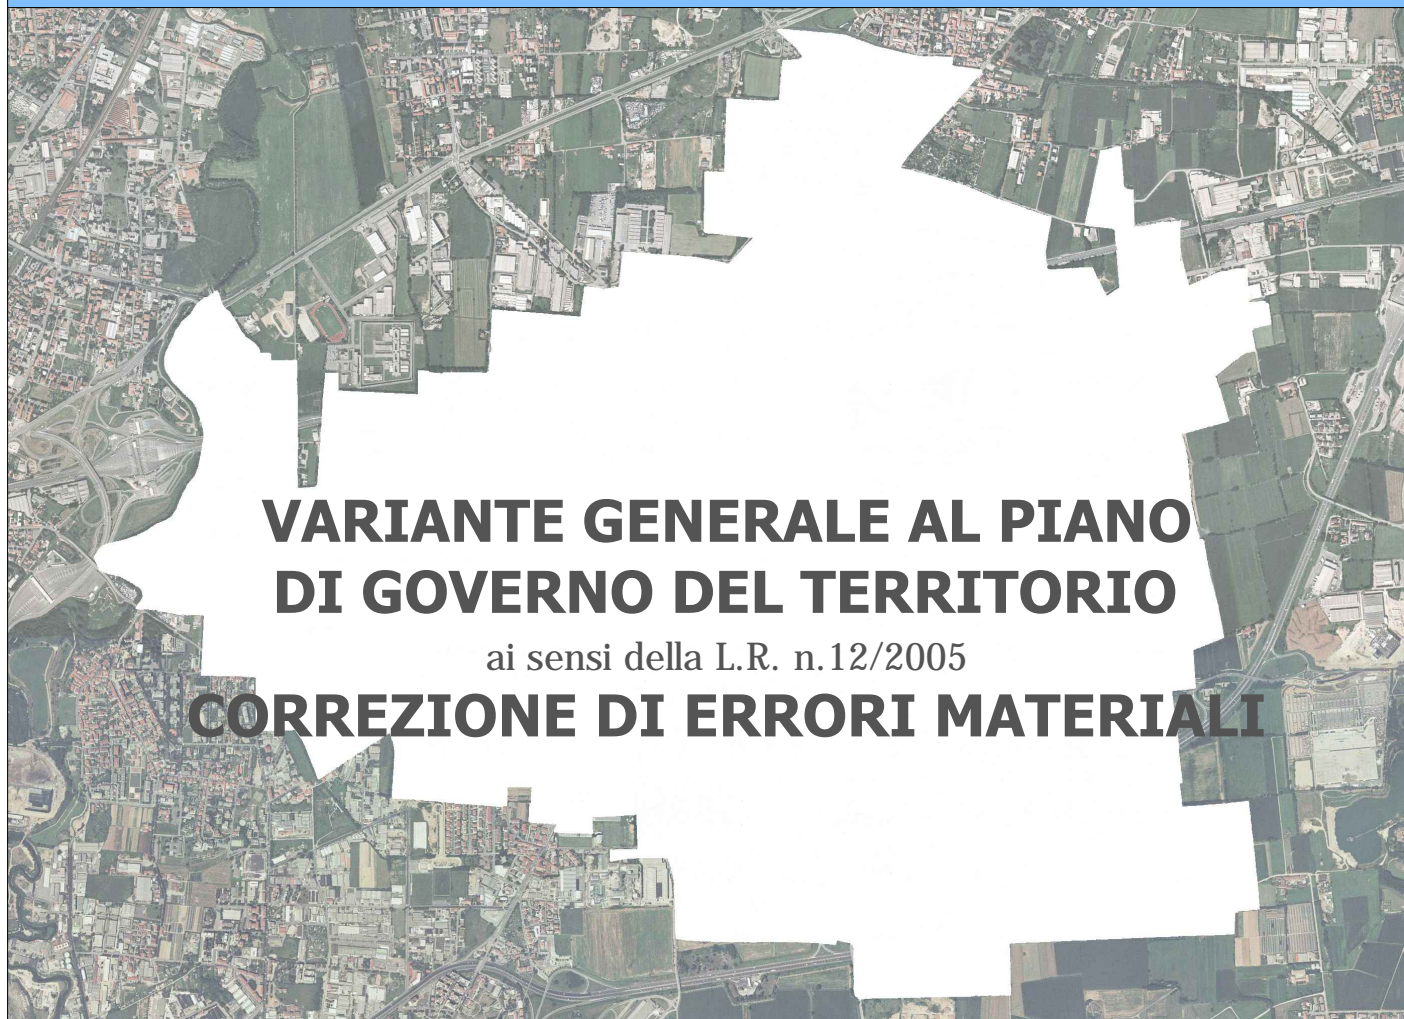 VARIANTE GENERALE AL PIANO
DI GOVERNO DEL TERRITORIO
ai sensi della L.R. n.12/2005
CORREZIONE DI ERRORI MATERIALI